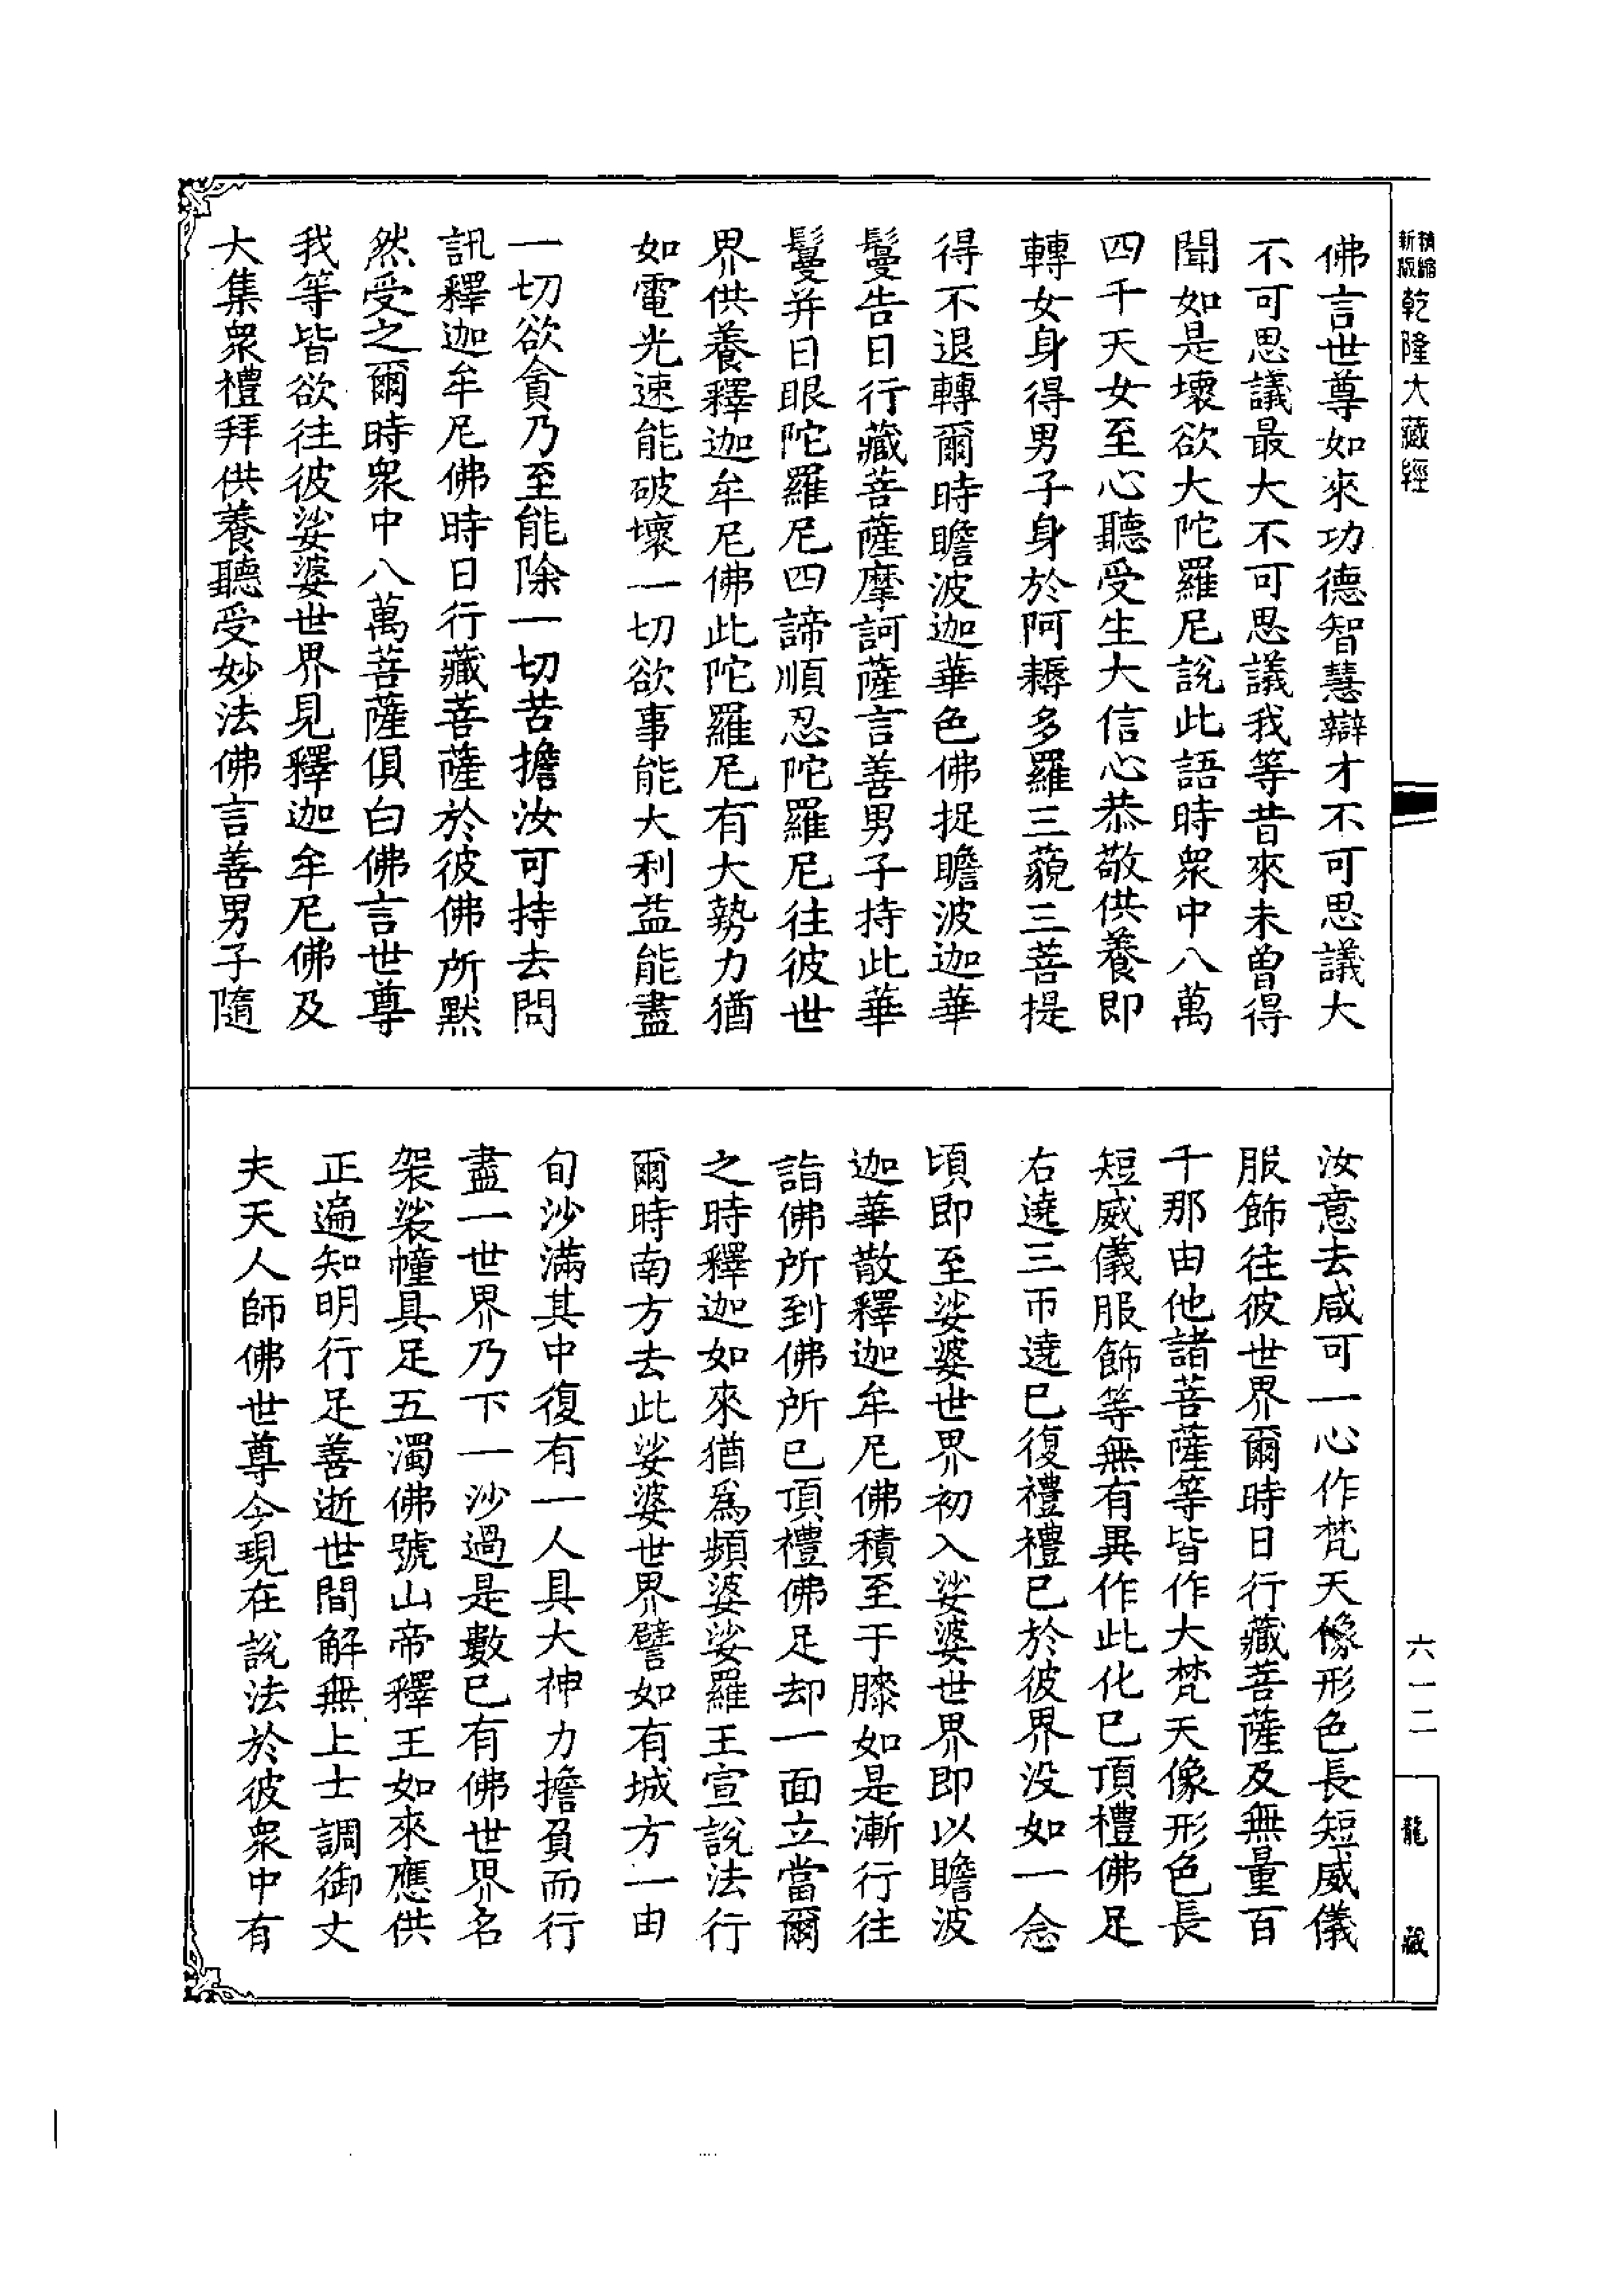 精縮新版乾隆大藏經
佛言世尊如來功德智慧辯才不可思議大
不可思議最大不可思議我等昔來未曾得
聞如是壞欲大陀羅尼說此語時眾中八萬
四千天女至心聽受生大信心恭敬供養即
轉女身得男子身於阿耨多羅三藐三菩提
得不退轉爾時瞻波迦華色佛捉瞻波迦華
鬘告日行藏菩薩摩訶薩言善男子持此華
鬘并日眼陀羅尼四諦順忍陀羅尼往彼世
界供養釋迦牟尼佛此陀羅尼有大勢力猶
如電光速能破壞一切欲事能大利益能盡
一切欲貪乃至能除一切苦擔汝可持去問
訊釋迦牟尼佛時日行藏菩薩於彼佛所默
然受之爾時眾中八萬菩薩俱白佛言世尊
我等皆欲往彼娑婆世界見釋迦牟尼佛及
大集眾禮拜供養聽受妙法佛言善男子隨
汝意去咸可一心作梵天像形色長短威儀
服飾往彼世界爾時日行藏菩薩及無量百
千那由他諸菩薩等皆作大梵天像形色長
短威儀服飾等無有異作此化已頂禮佛足
右遶三帀遶已復禮禮已於彼界没如一念
頃即至娑婆世界初入娑婆世界即以瞻波
迦華散釋迦牟尼佛積至于膝如是漸行往
詣佛所到佛所已頂禮佛足却一面立當爾
之時釋迦如來猶為頻婆娑羅王宣說法行
爾時南方去此娑婆世界譬如有城方一由
旬沙滿其中復有一人具大神力擔負而行
盡一世界乃下一沙過是數已有佛世界名
袈裟幢具足五濁佛號山帝釋王如來應供
正遍知明行足善逝世間解無上士調御丈
夫天人師佛世尊今現在說法於彼眾中有
六一二
龍藏